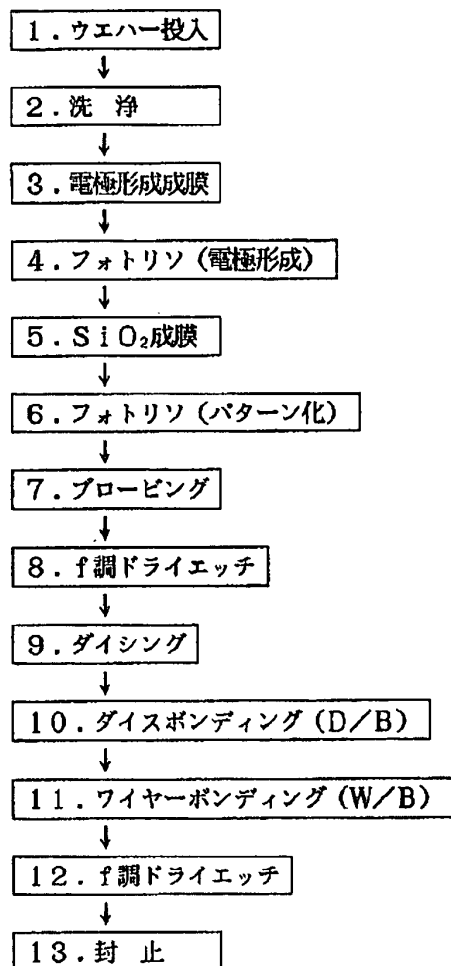 1.ウエハー投入
↓
2.洗 浄
↓
3.電極形成成膜
↓
4.フォトリソ(電極形成)
↓
5.SiO₂成膜
↓
6.フォトリソ(パターン化)
↓
7.プロービング
↓
8.f調ドライエッチ
↓
9.ダイシング
↓
10.ダイスボンディング(D/B)
↓
11.ワイヤーボンディング(W/B)
↓
12.f調ドライエッチ
↓
13.封 止